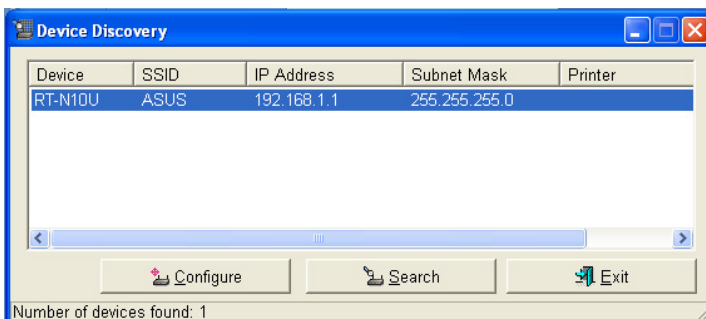 Device Discovery
Device SSID IP Address Subnet Mask Printer
RT-N10U ASUS 192.168.1.1 255.255.255.0
Configure Search Exit
Number of devices found: 1